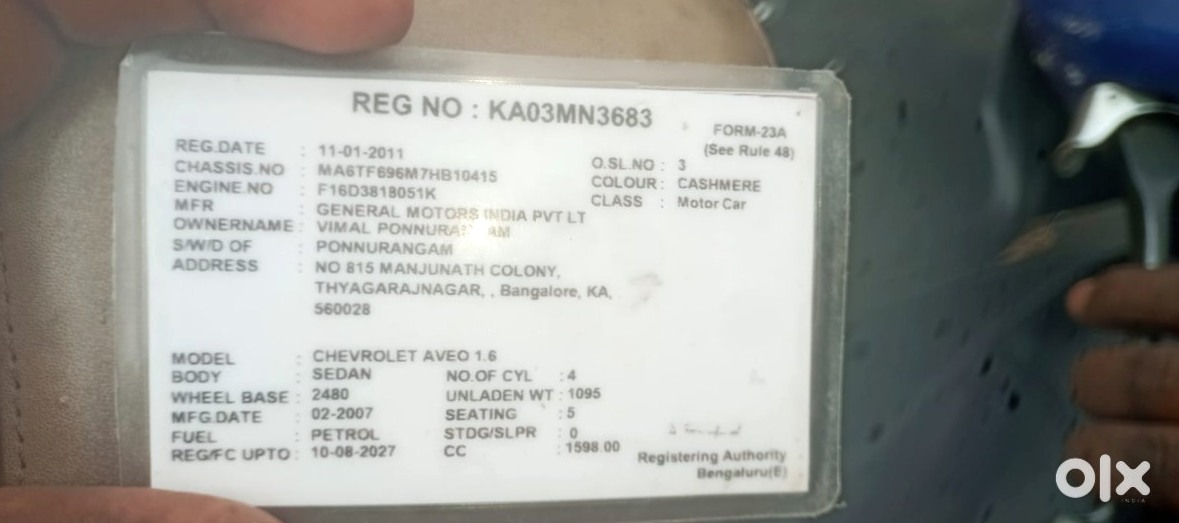 REG NO : KA03MN3683
FORM-23A
(See Rule 48)
REG.DATE : 11-01-2011
O.SL.NO : 3
CHASSIS.NO : MA6TF696M7HB10415
COLOUR : CASHMERE
ENGINE.NO : F16D3818051K
CLASS : Motor Car
MFR : GENERAL MOTORS INDIA PVT LT
OWNERNAME : VIMAL
S/W/D OF : PONNURANGAM
ADDRESS : NO 815 MANJUNATH COLONY,
THYAGARAJNAGAR, , Bangalore, KA,
560028
MODEL : CHEVROLET AVEO 1.6
BODY : SEDAN NO.OF CYL : 4
WHEEL BASE : 2480 UNLADEN WT : 1095
MFG.DATE : 02-2007 SEATING : 5
FUEL : PETROL STDG/SLPR : 0
REG/FC UPTO : 10-08-2027 CC : 1598.00
Registering Authority
Bengaluru(E)
olx
INDIA